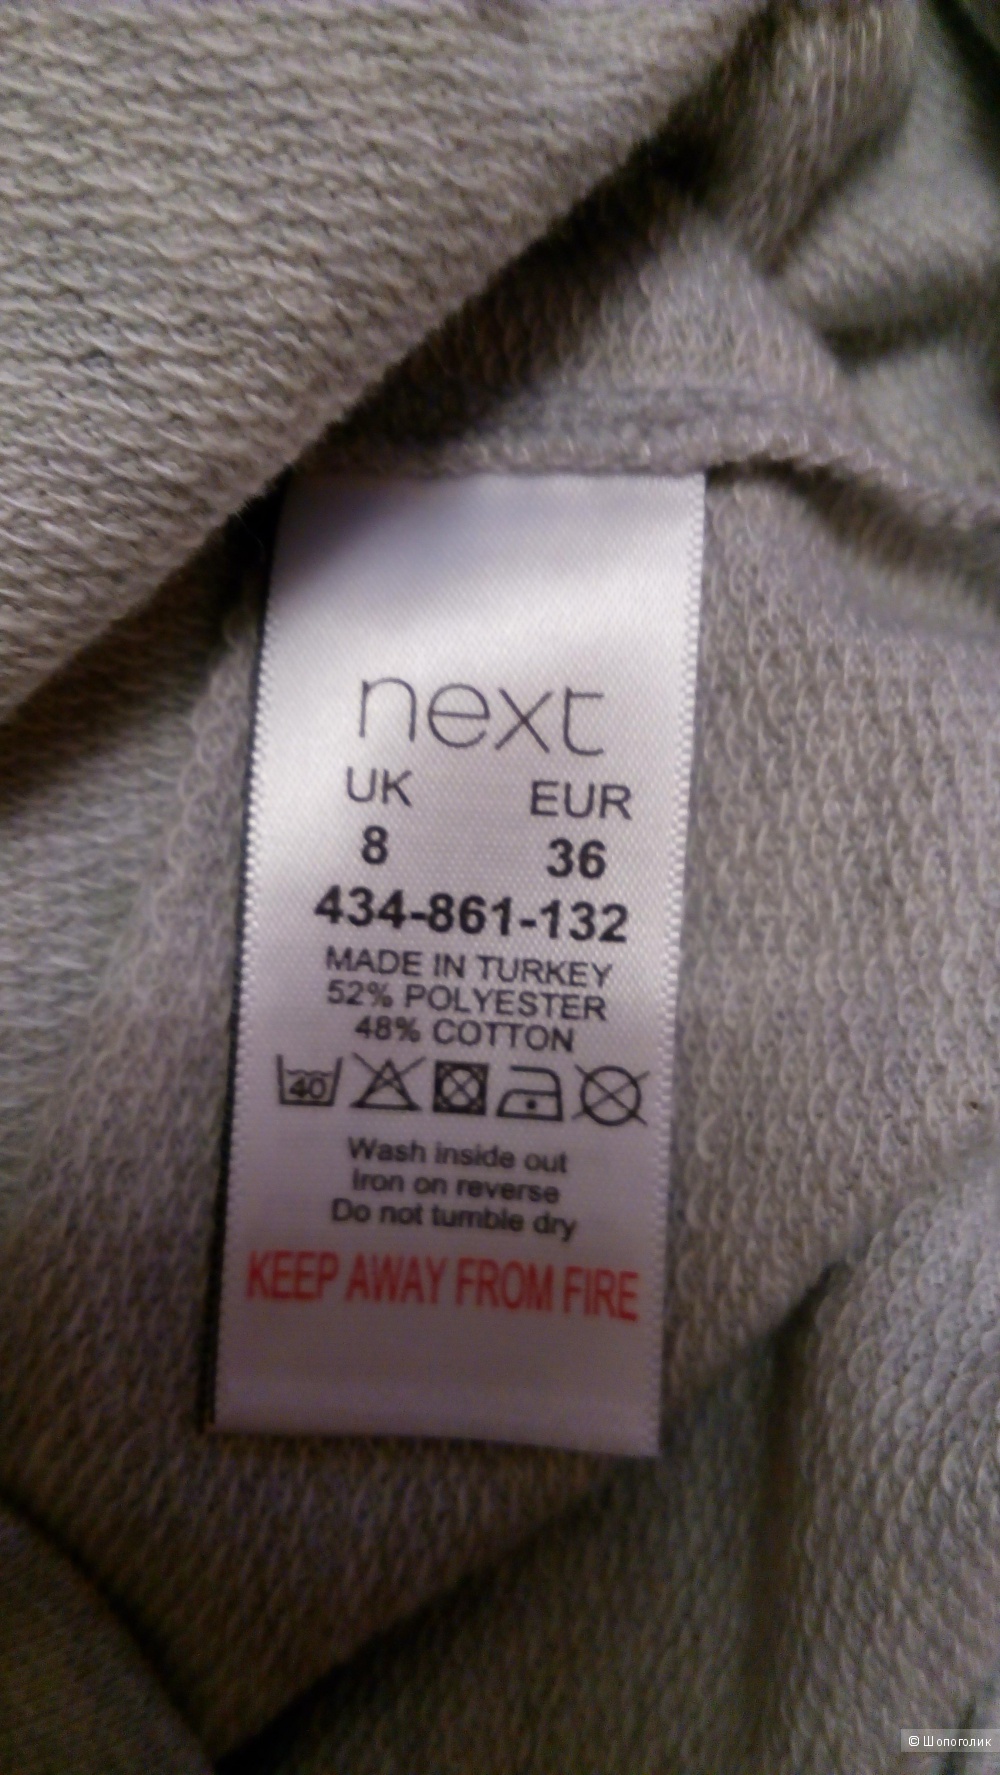 next
UK EUR
8 36
434-861-132
MADE IN TURKEY
52% POLYESTER
48% COTTON
40
Wash inside out
Iron on reverse
Do not tumble dry
KEEP AWAY FROM FIRE
© Шопоголик